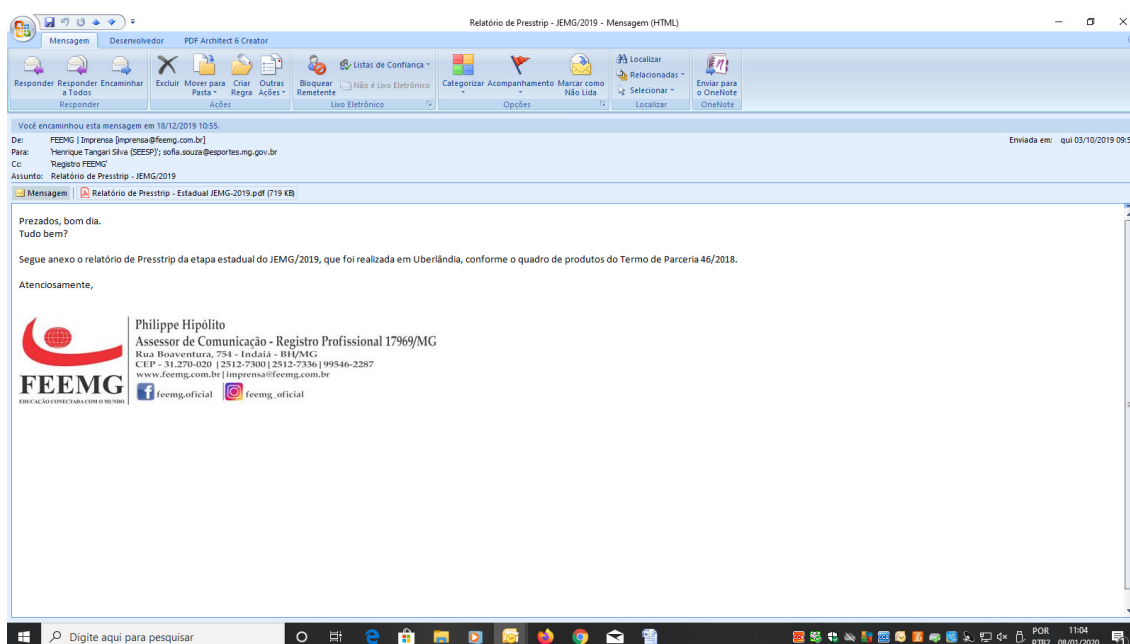 Relatório de Presstrip - JEMG/2019 - Mensagem (HTML)
Mensagem Desenvolvedor PDF Architect 6 Creator
Responder Responder a Todos Encaminhar
Excluir Mover para Pasta Criar Regra Outras Ações
Bloquear Remetente Listas de Confiança Não é Lixo Eletrônico
Categorizar Acompanhamento Marcar como Não Lida
Localizar Relacionadas Selecionar
Enviar para o OneNote
Responder Ações Lixo Eletrônico Opções Localizar OneNote
Você encaminhou esta mensagem em 18/12/2019 10:55.
De: FEEMG | Imprensa [imprensa@feemg.com.br] Enviada em: qui 03/10/2019 09:5
Para: 'Henrique Tangari Silva (SEESP)'; sofia.souza@esportes.mg.gov.br
Cc: 'Registro FEEMG'
Assunto: Relatório de Presstrip - JEMG/2019
Mensagem Relatório de Presstrip - Estadual JEMG-2019.pdf (719 KB)
Prezados, bom dia.
Tudo bem?
Segue anexo o relatório de Presstrip da etapa estadual do JEMG/2019, que foi realizada em Uberlândia, conforme o quadro de produtos do Termo de Parceria 46/2018.
Atenciosamente,
Philippe Hipólito
Assessor de Comunicação - Registro Profissional 17969/MG
Rua Boaventura, 754 - Indaiá - BH/MG
CEP - 31.270-020 | 2512-7300 | 2512-7336 | 99546-2287
www.feemg.com.br | imprensa@feemg.com.br
feemg.oficial feemg_oficial
FEEMG
EDUCAÇÃO CONECTADA COM O MUNDO
Digite aqui para pesquisar
POR 11:04
PTB2 08/01/2020